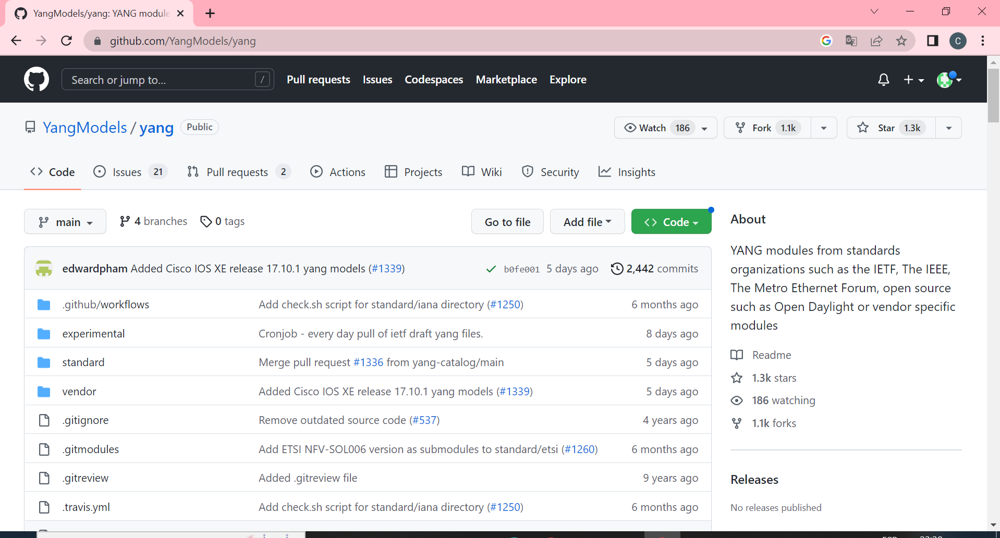 YangModels/yang: YANG module
github.com/YangModels/yang
C
Search or jump to... /
Pull requests Issues Codespaces Marketplace Explore
YangModels / yang Public
Watch 186 Fork 1.1k Star 1.3k
Code Issues 21 Pull requests 2 Actions Projects Wiki Security Insights
main 4 branches 0 tags Go to file Add file Code
edwardpham Added Cisco IOS XE release 17.10.1 yang models (#1339) b0fe001 5 days ago 2,442 commits
.github/workflows Add check.sh script for standard/iana directory (#1250) 6 months ago
experimental Cronjob - every day pull of ietf draft yang files. 8 days ago
standard Merge pull request #1336 from yang-catalog/main 5 days ago
vendor Added Cisco IOS XE release 17.10.1 yang models (#1339) 5 days ago
.gitignore Remove outdated source code (#537) 4 years ago
.gitmodules Add ETSI NFV-SOL006 version as submodules to standard/etsi (#1260) 6 months ago
.gitreview Added .gitreview file 9 years ago
.travis.yml Add check.sh script for standard/iana directory (#1250) 6 months ago
About
YANG modules from standards
organizations such as the IETF, The IEEE,
The Metro Ethernet Forum, open source
such as Open Daylight or vendor specific
modules
Readme
1.3k stars
186 watching
1.1k forks
Releases
No releases published